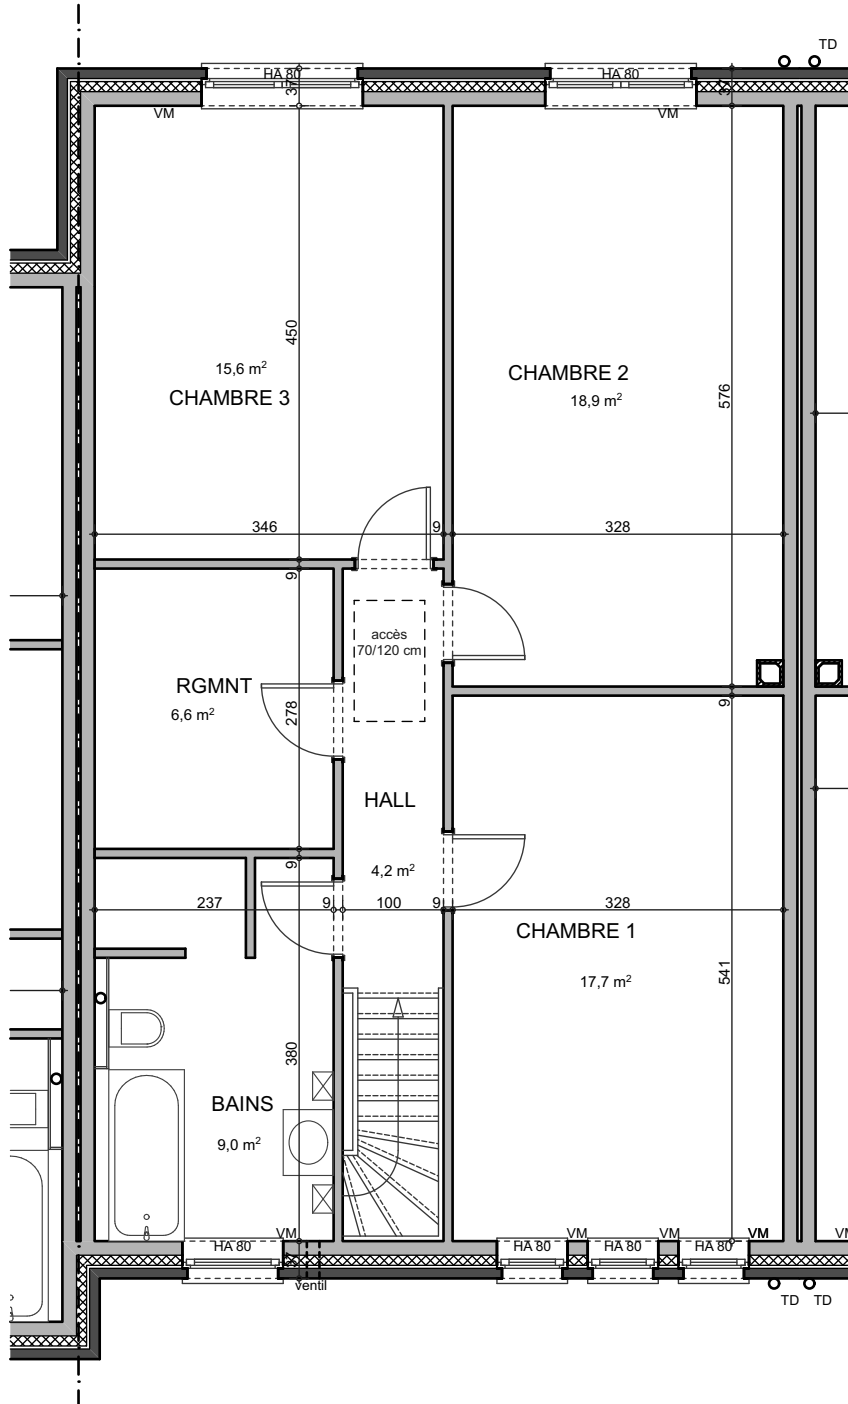 TD
HA 80
HA 80
37
37
VM
VM
450
15,6 m²
CHAMBRE 3
CHAMBRE 2
18,9 m²
576
346
9
328
9
accès
70/120 cm
RGMNT
6,6 m²
278
9
HALL
4,2 m²
9
237
9
100
9
328
CHAMBRE 1
17,7 m²
541
380
BAINS
9,0 m²
VM
VM
VM
VM
VM
HA 80
HA 80
HA 80
HA 80
37
ventil
TD
TD